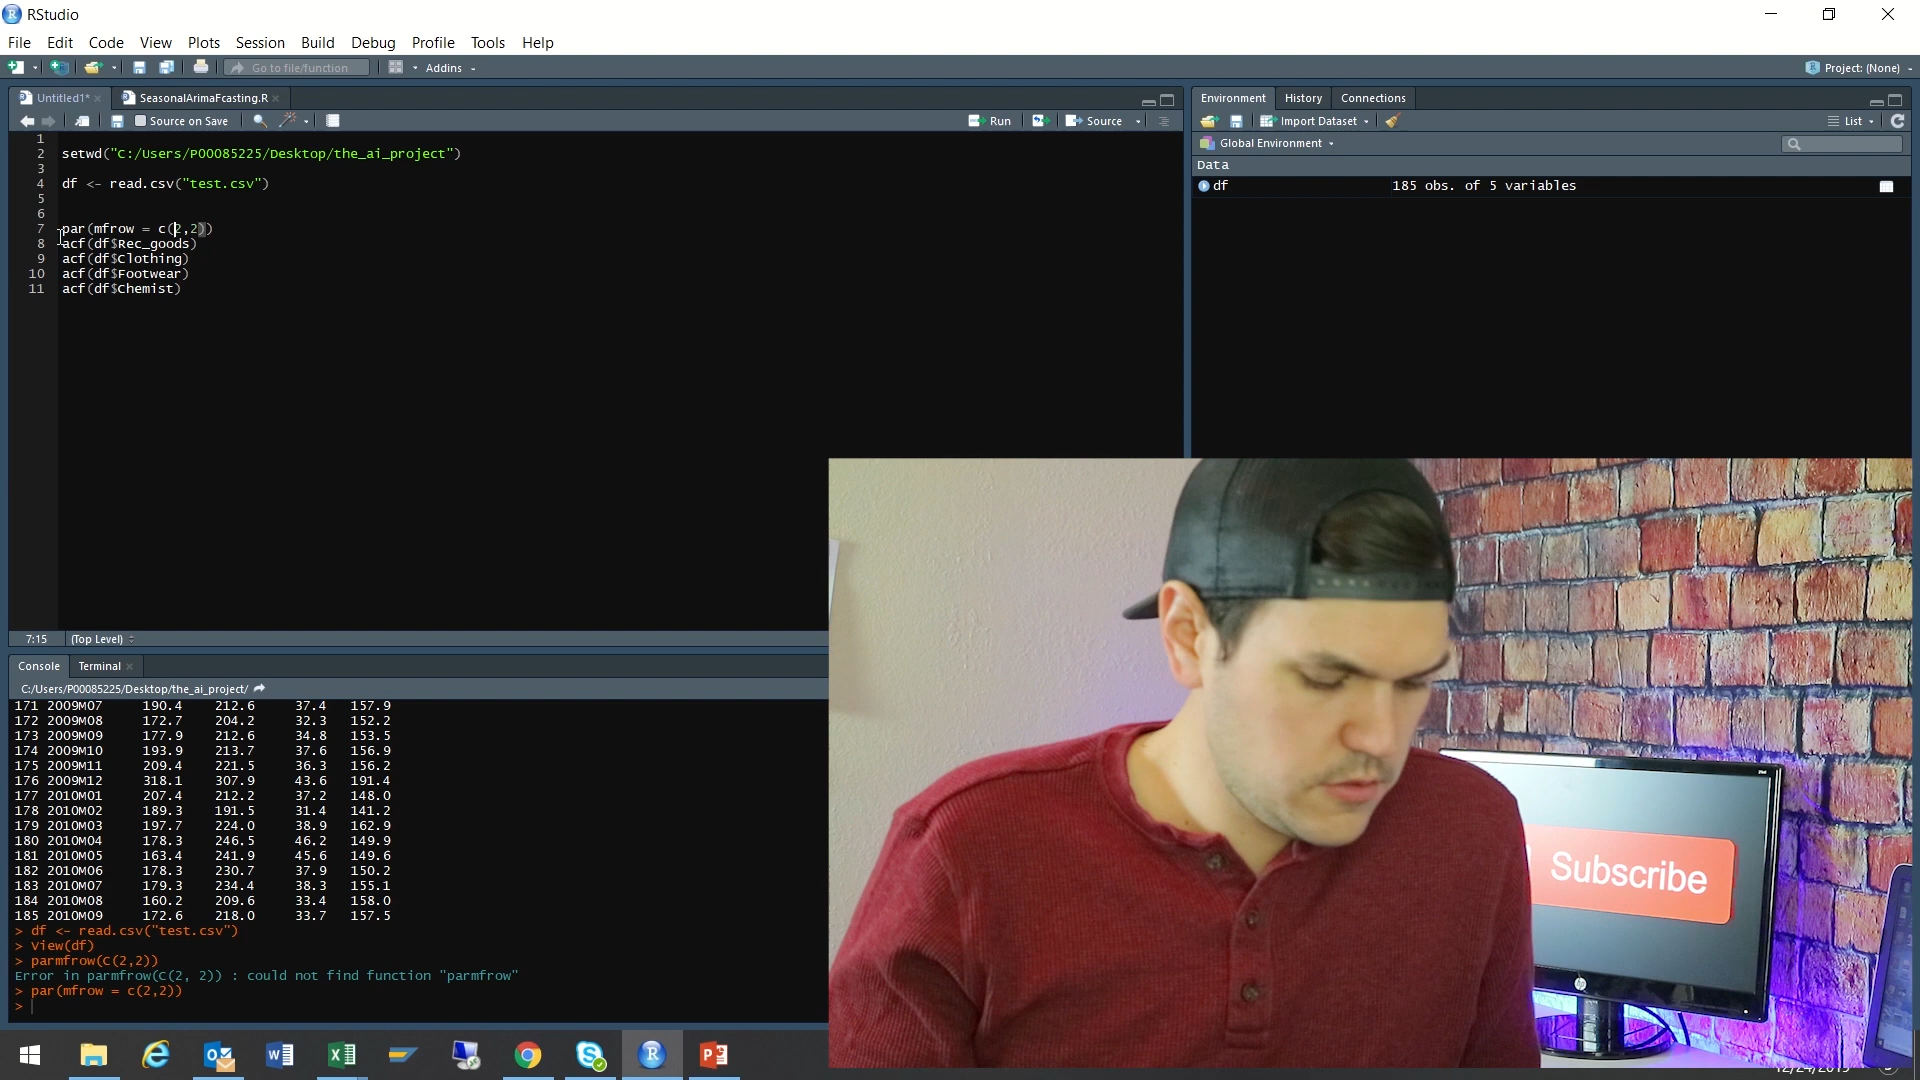 RStudio
File Edit Code View Plots Session Build Debug Profile Tools Help
Go to file/function Addins Project: (None)
Untitled1* SeasonalArimaFcasting.R
Environment History Connections
Source on Save Run Source
Import Dataset List
Global Environment
Data
df 185 obs. of 5 variables
1
2 setwd("C:/Users/P00085225/Desktop/the_ai_project")
3
4 df <- read.csv("test.csv")
5
6
7 par(mfrow = c(2,2))
8 acf(df$Rec_goods)
9 acf(df$Clothing)
10 acf(df$Footwear)
11 acf(df$Chemist)
7:15 (Top Level)
Console Terminal
C:/Users/P00085225/Desktop/the_ai_project/
171 2009M07 190.4 212.6 37.4 157.9
172 2009M08 172.7 204.2 32.3 152.2
173 2009M09 177.9 212.6 34.8 153.5
174 2009M10 193.9 213.7 37.6 156.9
175 2009M11 209.4 221.5 36.3 156.2
176 2009M12 318.1 307.9 43.6 191.4
177 2010M01 207.4 212.2 37.2 148.0
178 2010M02 189.3 191.5 31.4 141.2
179 2010M03 197.7 224.0 38.9 162.9
180 2010M04 178.3 246.5 46.2 149.9
181 2010M05 163.4 241.9 45.6 149.6
182 2010M06 178.3 230.7 37.9 150.2
183 2010M07 179.3 234.4 38.3 155.1
184 2010M08 160.2 209.6 33.4 158.0
185 2010M09 172.6 218.0 33.7 157.5
> df <- read.csv("test.csv")
> View(df)
> parmfrow(C(2,2))
Error in parmfrow(C(2, 2)) : could not find function "parmfrow"
> par(mfrow = c(2,2))
>
Subscribe
hp